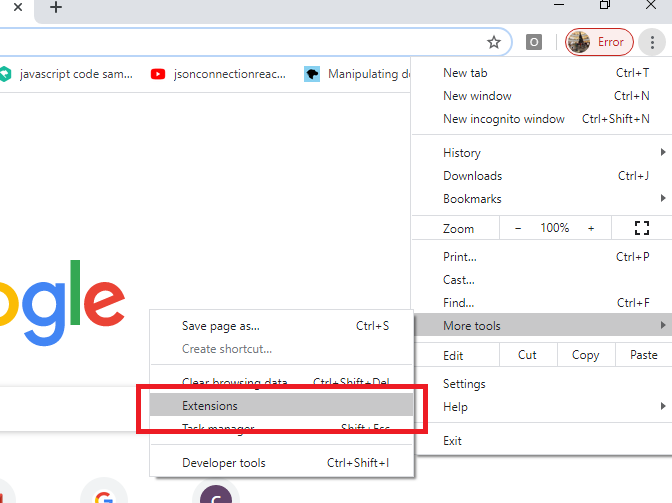 Error
javascript code sam...
jsonconnectionreac...
Manipulating d
New tab Ctrl+T
New window Ctrl+N
New incognito window Ctrl+Shift+N
History
Downloads Ctrl+J
Bookmarks
Zoom - 100% +
Print... Ctrl+P
Cast...
Find... Ctrl+F
More tools
Edit Cut Copy Paste
Settings
Help
Exit
ogle
Save page as... Ctrl+S
Create shortcut...
Clear browsing data Ctrl+Shift+Del
Extensions
Task manager Shift+Esc
Developer tools Ctrl+Shift+I
G
C